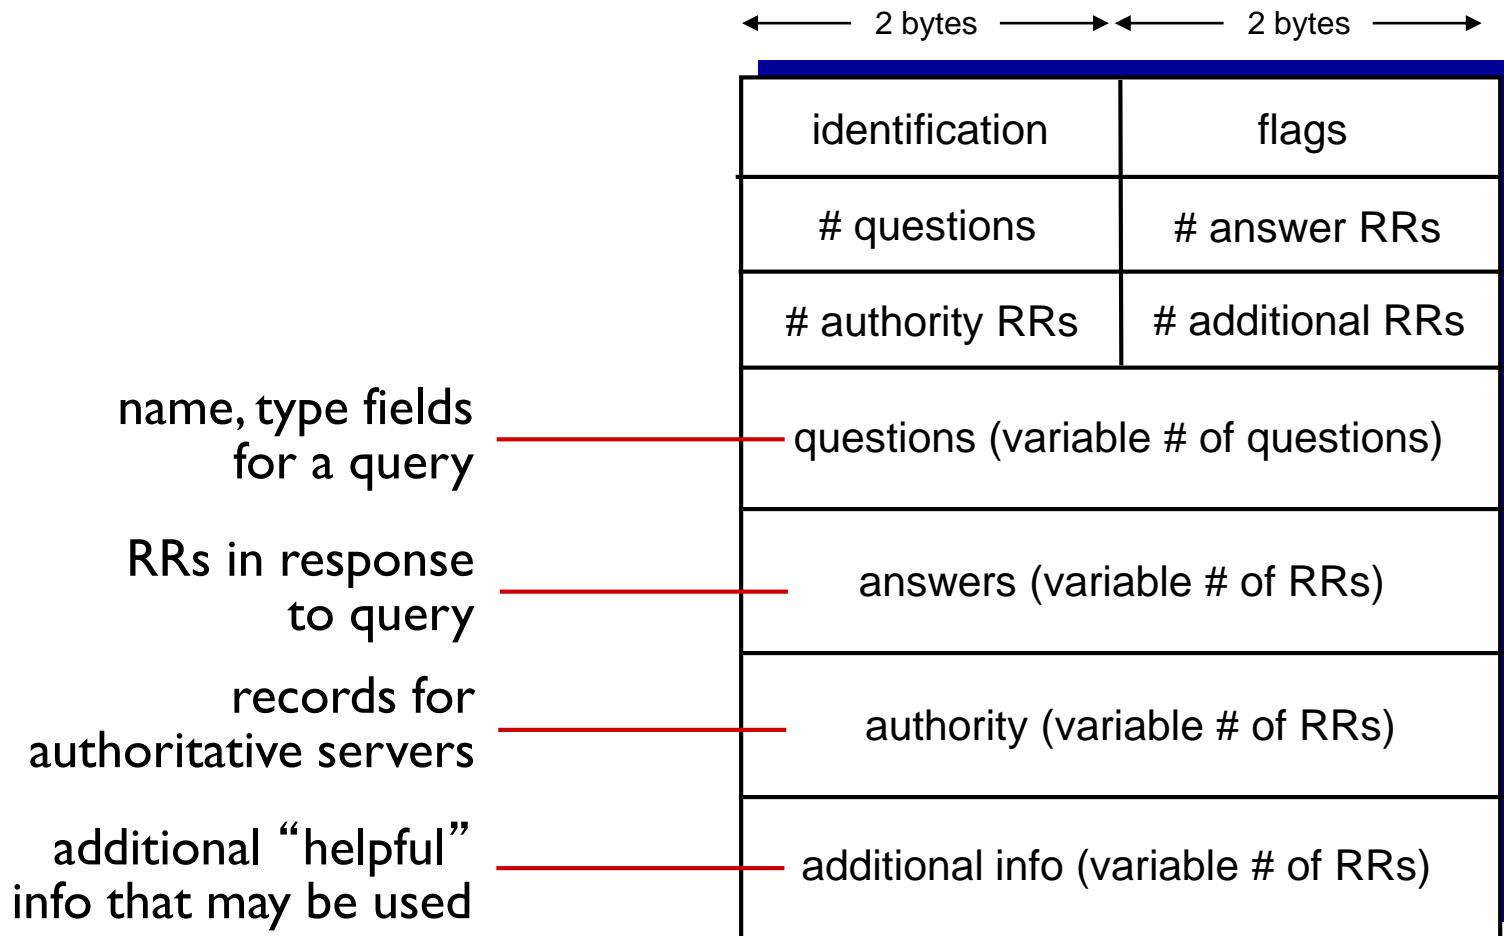 2 bytes 2 bytes
identification flags
# questions # answer RRs
# authority RRs # additional RRs
name, type fields
for a query
questions (variable # of questions)
RRs in response
to query
answers (variable # of RRs)
records for
authoritative servers
authority (variable # of RRs)
additional “helpful”
info that may be used
additional info (variable # of RRs)